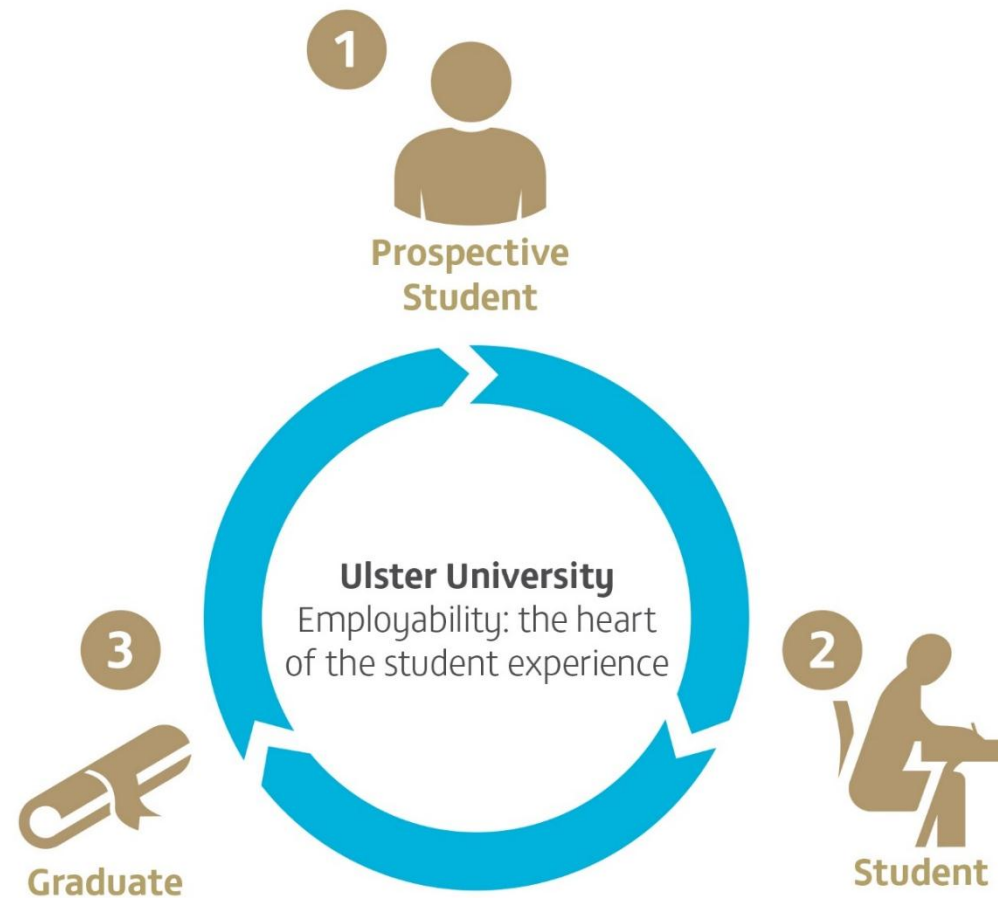 1
Prospective
Student
Ulster University
Employability: the heart
of the student experience
3
2
Graduate
Student